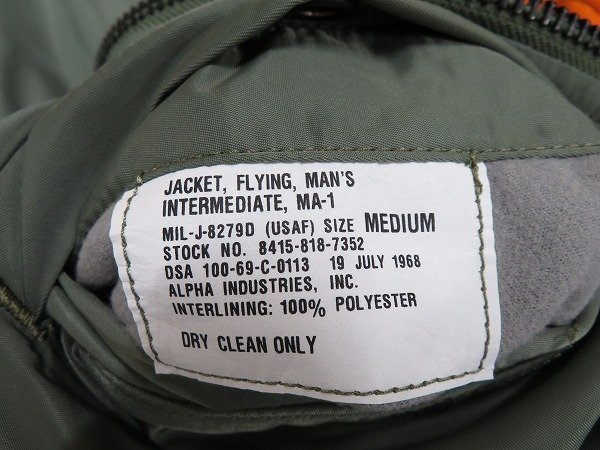 JACKET, FLYING, MAN'S
INTERMEDIATE, MA-1
MIL-J-8279D (USAF) SIZE MEDIUM
STOCK NO. 8415-818-7352
DSA 100-69-C-0113 19 JULY 1968
ALPHA INDUSTRIES, INC.
INTERLINING: 100% POLYESTER
DRY CLEAN ONLY